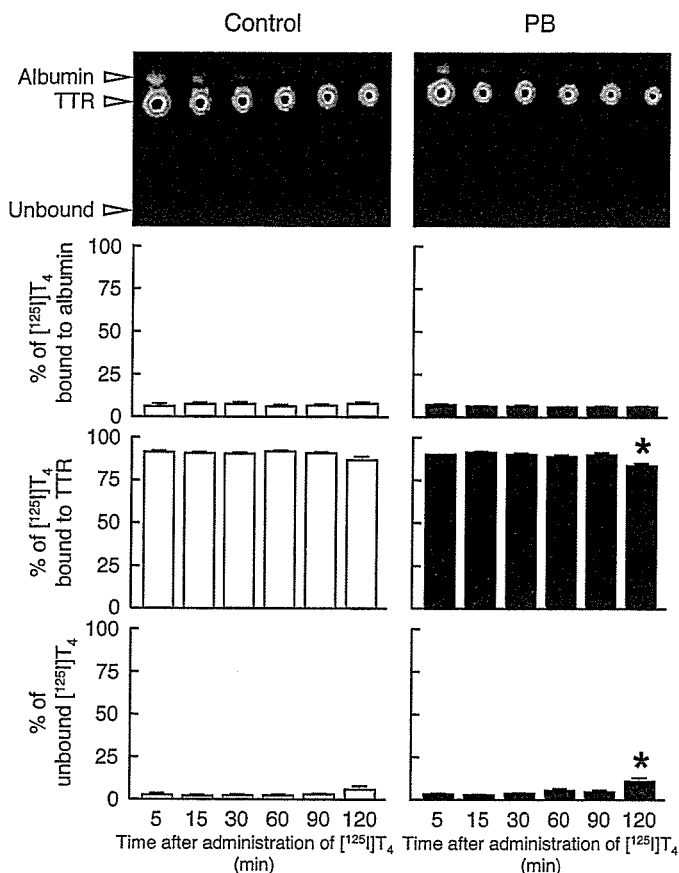 Control PB
Albumin
TTR
Unbound
% of [¹²⁵I]T₄
bound to albumin
100
75
50
25
0
% of [¹²⁵I]T₄
bound to TTR
100
75
50
25
0
*
% of
unbound [¹²⁵I]T₄
100
75
50
25
0
*
5 15 30 60 90 120 5 15 30 60 90 120
Time after administration of [¹²⁵I]T₄ Time after administration of [¹²⁵I]T₄
(min) (min)